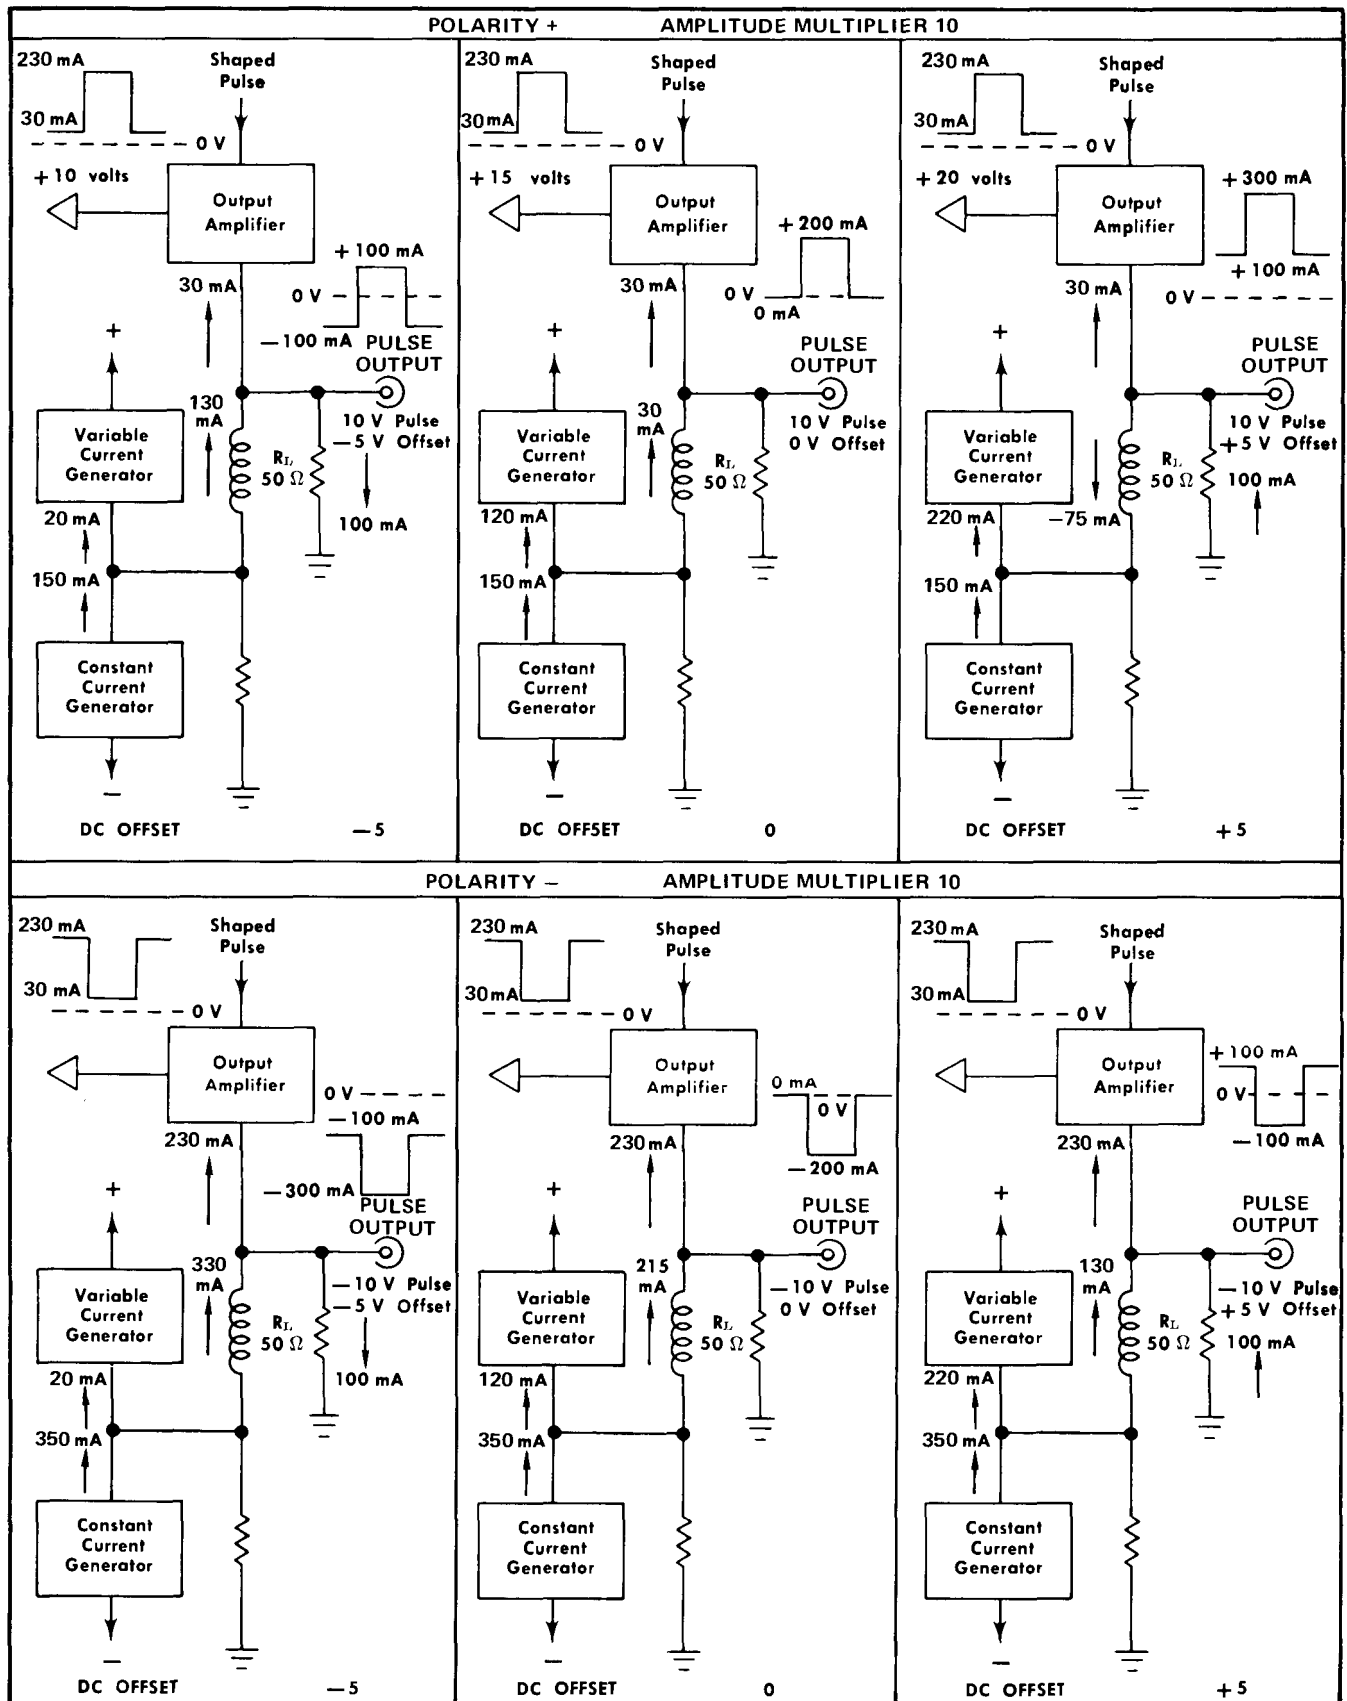 POLARITY + AMPLITUDE MULTIPLIER 10
230 mA
Shaped
Pulse
30 mA
0 V
+ 10 volts
Output
Amplifier
+ 100 mA
30 mA
0 V
— 100 mA
+
PULSE
OUTPUT
130
mA
10 V Pulse
— 5 V Offset
Variable
Current
Generator
RL
50 Ω
20 mA
100 mA
150 mA
Constant
Current
Generator
—
DC OFFSET — 5
230 mA
Shaped
Pulse
30 mA
0 V
+ 15 volts
Output
Amplifier
+ 200 mA
30 mA
0 V
0 mA
+
PULSE
OUTPUT
30
mA
10 V Pulse
0 V Offset
Variable
Current
Generator
RL
50 Ω
120 mA
150 mA
Constant
Current
Generator
—
DC OFFSET 0
230 mA
Shaped
Pulse
30 mA
0 V
+ 20 volts
+ 300 mA
Output
Amplifier
+ 100 mA
30 mA
0 V
+
PULSE
OUTPUT
10 V Pulse
+ 5 V Offset
Variable
Current
Generator
RL
50 Ω
100 mA
220 mA
—75 mA
150 mA
Constant
Current
Generator
—
DC OFFSET + 5
POLARITY — AMPLITUDE MULTIPLIER 10
230 mA
Shaped
Pulse
30 mA
0 V
Output
Amplifier
0 V
— 100 mA
230 mA
— 300 mA
+
PULSE
OUTPUT
330
mA
— 10 V Pulse
— 5 V Offset
Variable
Current
Generator
RL
50 Ω
20 mA
100 mA
350 mA
Constant
Current
Generator
—
DC OFFSET — 5
230 mA
Shaped
Pulse
30 mA
0 V
Output
Amplifier
0 mA
0 V
230 mA
— 200 mA
+
PULSE
OUTPUT
215
mA
— 10 V Pulse
0 V Offset
Variable
Current
Generator
RL
50 Ω
120 mA
350 mA
Constant
Current
Generator
—
DC OFFSET 0
230 mA
Shaped
Pulse
30 mA
0 V
+ 100 mA
Output
Amplifier
0 V
— 100 mA
230 mA
+
PULSE
OUTPUT
130
mA
— 10 V Pulse
+ 5 V Offset
Variable
Current
Generator
RL
50 Ω
100 mA
220 mA
350 mA
Constant
Current
Generator
—
DC OFFSET + 5